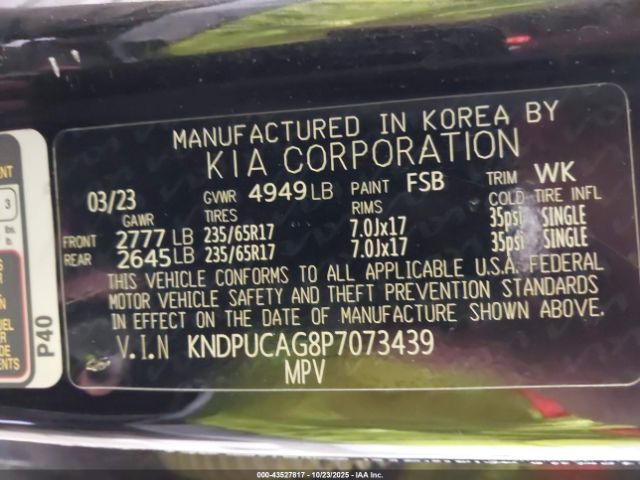 MANUFACTURED IN KOREA BY
KIA CORPORATION
03/23 GVWR 4949 LB PAINT FSB TRIM WK
GAWR TIRES RIMS COLD TIRE INFL
FRONT 2777 LB 235/65R17 7.0Jx17 35psi SINGLE
REAR 2645 LB 235/65R17 7.0Jx17 35psi SINGLE
THIS VEHICLE CONFORMS TO ALL APPLICABLE U.S.A. FEDERAL
MOTOR VEHICLE SAFETY AND THEFT PREVENTION STANDARDS
IN EFFECT ON THE DATE OF MANUFACTURE SHOWN ABOVE.
V.I.N KNDPUCAG8P7073439
MPV
P40
3
lbs.
000-43527817 - 10/23/2025 - IAA Inc.